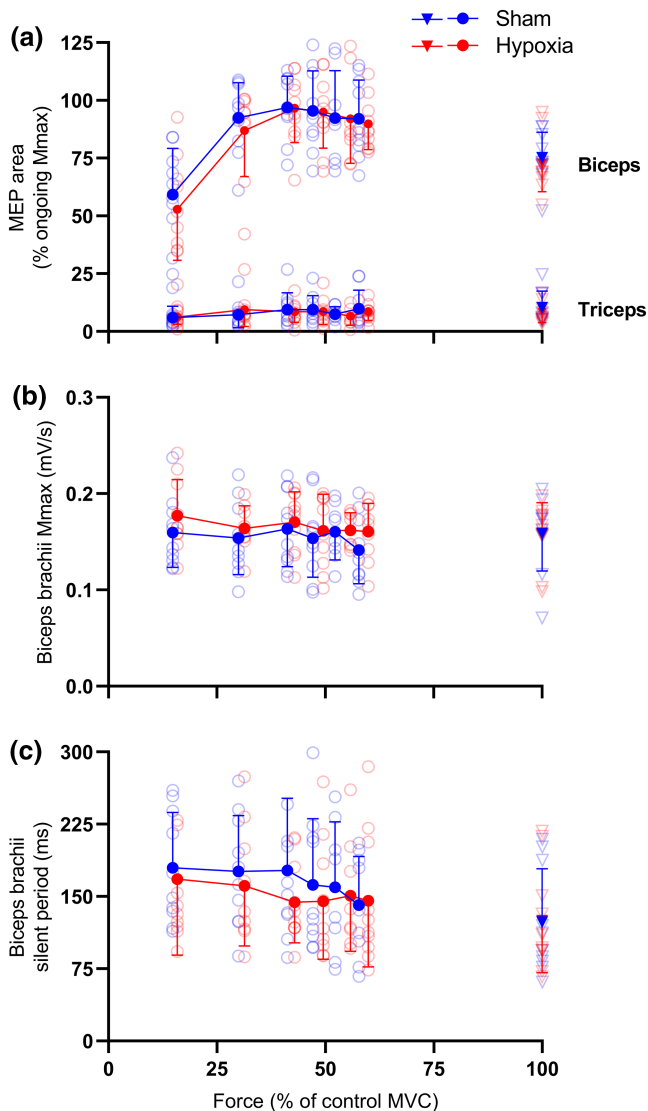 Sham
Hypoxia
(a)
125
100
75
50
25
0
MEP area
(% ongoing Mmax)
Biceps
Triceps
(b)
0.3
0.2
0.1
0.0
Biceps brachii Mmax (mV/s)
(c)
300
225
150
75
0
Biceps brachii
silent period (ms)
0 25 50 75 100
Force (% of control MVC)